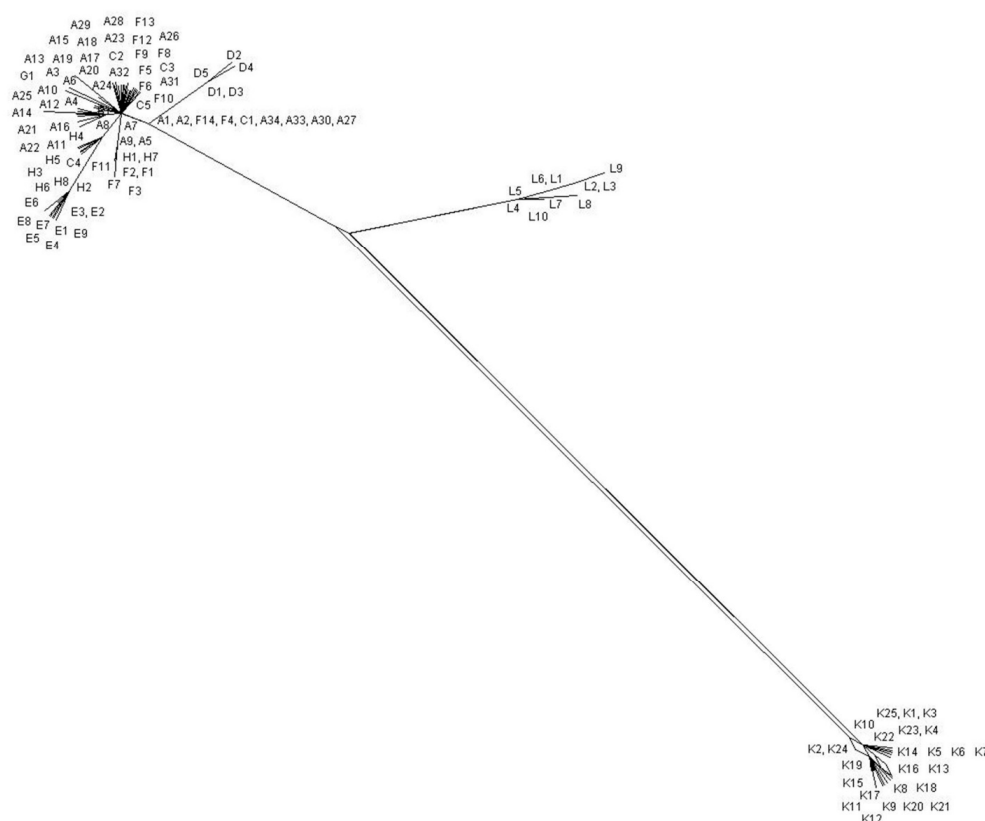 A29 A28 F13
A15 A18 A23 F12 A26
A13 A19 A17 C2 F9 F8
G1 A3 A20 A32 F5 C3
A6 A24 F6 A31
A25 A10 C5 F10
A14 A12 A4
A21 A16 A8 A7
A1, A2, F14, F4, C1, A34, A33, A30, A27
D2
D5 D4
D1, D3
A22 A11 H4 A9, A5
H5 C4 F11 H1, H7
H3 F2, F1
H6 H8 H2 F7 F3
E6 E3, E2
E8 E7 E1 E9
E5 E4
L9
L6, L1
L5 L2, L3
L4 L7 L8
L10
K25, K1, K3
K10 K23, K4
K22
K2, K24 K14 K5 K6 K7
K19 K16 K13
K15 K8 K18
K17
K11 K9 K20 K21
K12